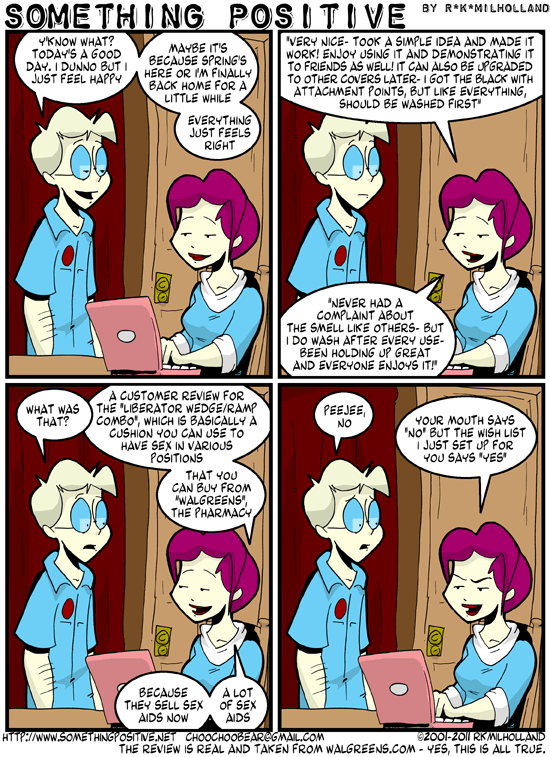 SOMETHING POSITIVE BY R*K*MILHOLLAND
Y'KNOW WHAT?
TODAY'S A GOOD
DAY. I DUNNO BUT I
JUST FEEL HAPPY
MAYBE IT'S
BECAUSE SPRING'S
HERE OR I'M FINALLY
BACK HOME FOR A
LITTLE WHILE
EVERYTHING
JUST FEELS
RIGHT
"VERY NICE- TOOK A SIMPLE IDEA AND MADE IT
WORK! ENJOY USING IT AND DEMONSTRATING IT
TO FRIENDS AS WELL! IT CAN ALSO BE UPGRADED
TO OTHER COVERS LATER- I GOT THE BLACK WITH
ATTACHMENT POINTS, BUT LIKE EVERYTHING,
SHOULD BE WASHED FIRST"
"NEVER HAD A
COMPLAINT ABOUT
THE SMELL LIKE OTHERS- BUT
I DO WASH AFTER EVERY USE-
BEEN HOLDING UP GREAT
AND EVERYONE ENJOYS IT!"
WHAT WAS
THAT?
A CUSTOMER REVIEW FOR
THE "LIBERATOR WEDGE/RAMP
COMBO", WHICH IS BASICALLY A
CUSHION YOU CAN USE TO
HAVE SEX IN VARIOUS
POSITIONS
THAT YOU
CAN BUY FROM
"WALGREENS",
THE PHARMACY
BECAUSE
THEY SELL SEX
AIDS NOW
A LOT
OF SEX
AIDS
PEEJEE,
NO
YOUR MOUTH SAYS
"NO" BUT THE WISH LIST
I JUST SET UP FOR
YOU SAYS "YES"
HTTP://WWW.SOMETHINGPOSITIVE.NET CHOOCHOOBEAR@GMAIL.COM ©2001-2011 RKMILHOLLAND
THE REVIEW IS REAL AND TAKEN FROM WALGREENS.COM - YES, THIS IS ALL TRUE.